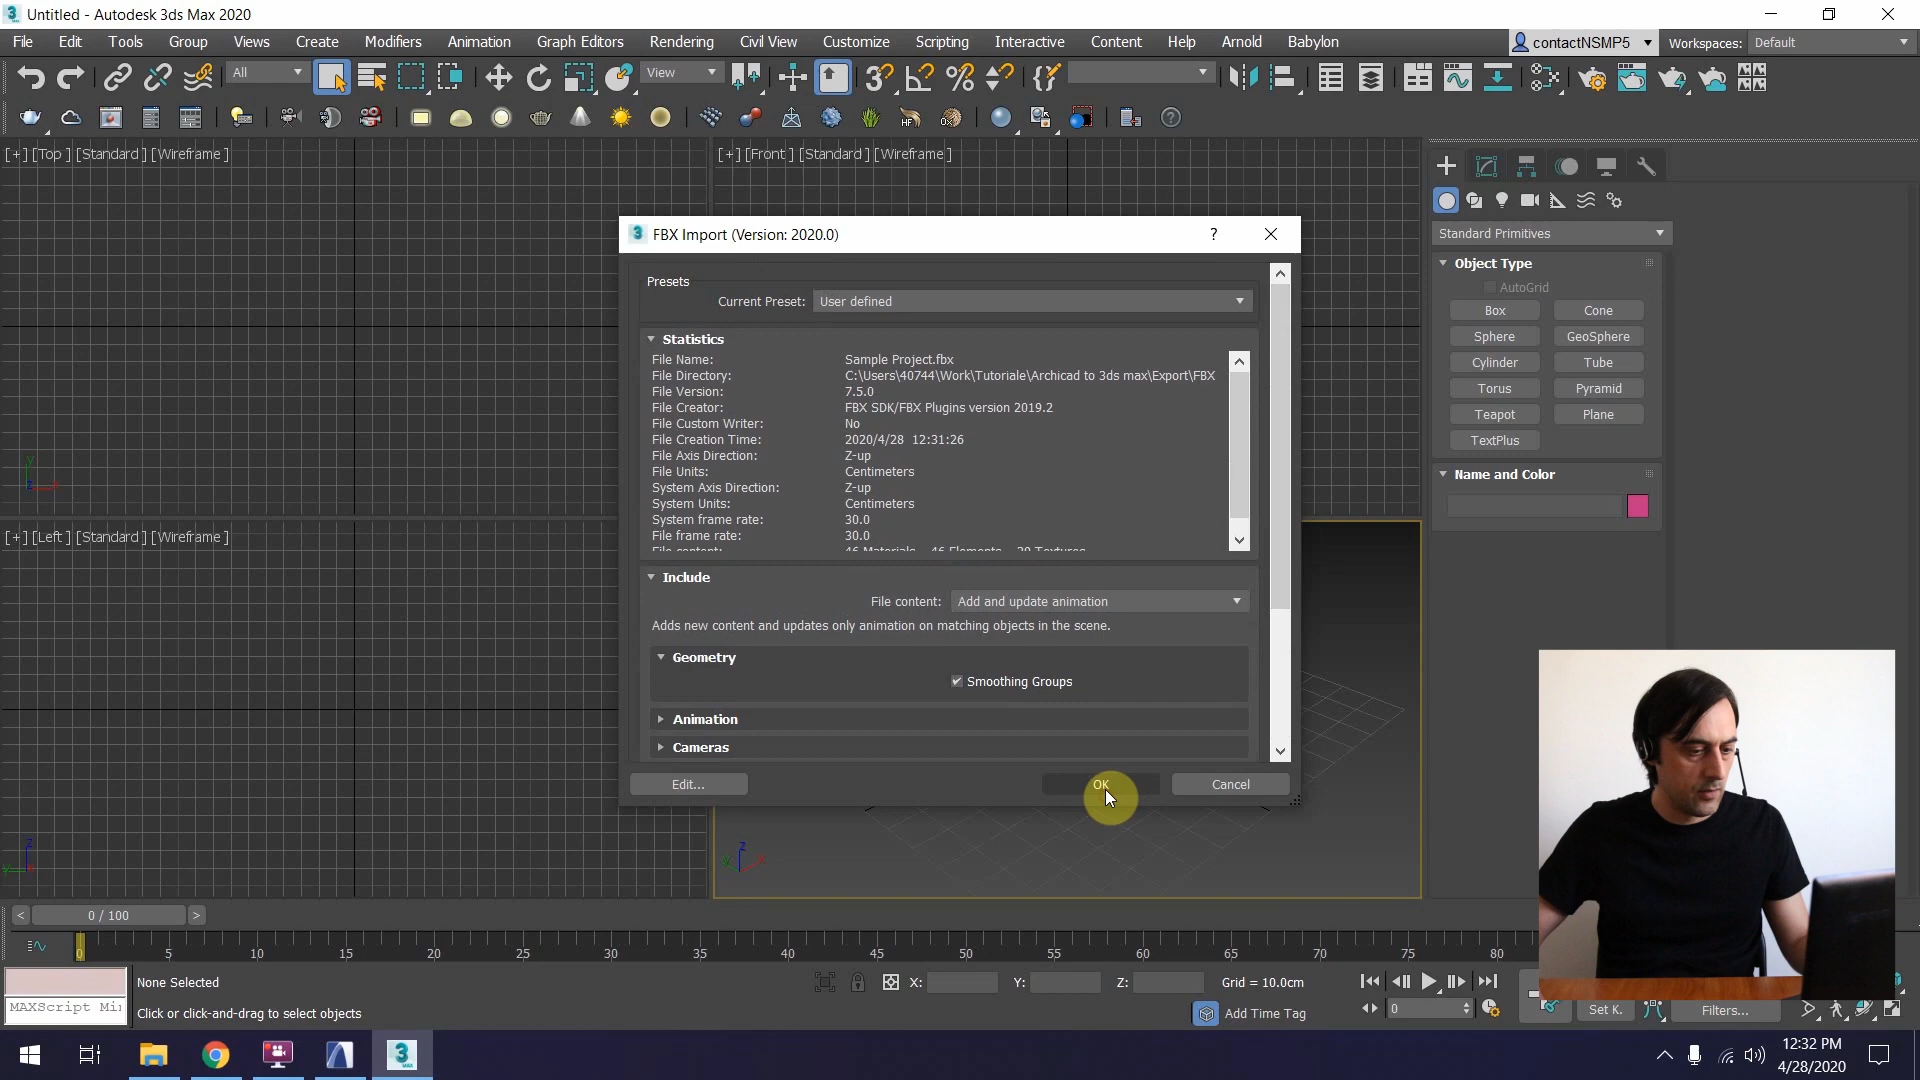 Untitled - Autodesk 3ds Max 2020
File Edit Tools Group Views Create Modifiers Animation Graph Editors Rendering Civil View Customize Scripting Interactive Content Help Arnold Babylon contactNSMP5 Workspaces: Default
All View
[+] [Top ] [Standard ] [Wireframe ]
[+] [Front ] [Standard ] [Wireframe ]
FBX Import (Version: 2020.0)
Presets
Current Preset: User defined
Statistics
File Name: Sample Project.fbx
File Directory: C:\Users\40744\Work\Tutoriale\Archicad to 3ds max\Export\FBX
File Version: 7.5.0
File Creator: FBX SDK/FBX Plugins version 2019.2
File Custom Writer: No
File Creation Time: 2020/4/28 12:31:26
File Axis Direction: Z-up
File Units: Centimeters
System Axis Direction: Z-up
System Units: Centimeters
System frame rate: 30.0
File frame rate: 30.0
Include
File content: Add and update animation
Adds new content and updates only animation on matching objects in the scene.
Geometry
Smoothing Groups
Animation
Cameras
Edit... OK Cancel
Standard Primitives
Object Type
AutoGrid
Box Cone
Sphere GeoSphere
Cylinder Tube
Torus Pyramid
Teapot Plane
TextPlus
Name and Color
[+] [Left ] [Standard ] [Wireframe ]
0 / 100
0 5 10 15 20 25 30 35 40 45 50 55 60 65 70 75 80
None Selected X: Y: Z: Grid = 10.0cm
MAXScript Mi
Click or click-and-drag to select objects
Add Time Tag 0 Set K. Filters...
12:32 PM
4/28/2020